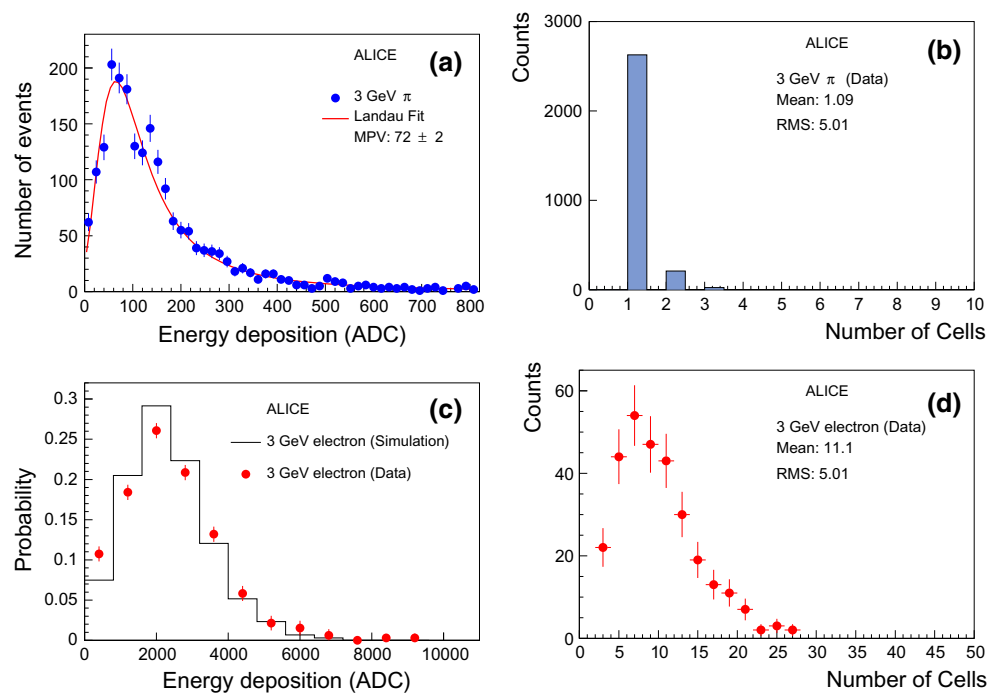 ALICE
(a)
3 GeV π
Landau Fit
MPV: 72 ± 2
Number of events
200
150
100
50
0
0 100 200 300 400 500 600 700 800
Energy deposition (ADC)
ALICE
(b)
3 GeV π (Data)
Mean: 1.09
RMS: 5.01
Counts
3000
2000
1000
0
0 1 2 3 4 5 6 7 8 9 10
Number of Cells
ALICE
(c)
3 GeV electron (Simulation)
3 GeV electron (Data)
Probability
0.3
0.25
0.2
0.15
0.1
0.05
0
0 2000 4000 6000 8000 10000
Energy deposition (ADC)
ALICE
(d)
3 GeV electron (Data)
Mean: 11.1
RMS: 5.01
Counts
60
40
20
0
0 5 10 15 20 25 30 35 40 45 50
Number of Cells